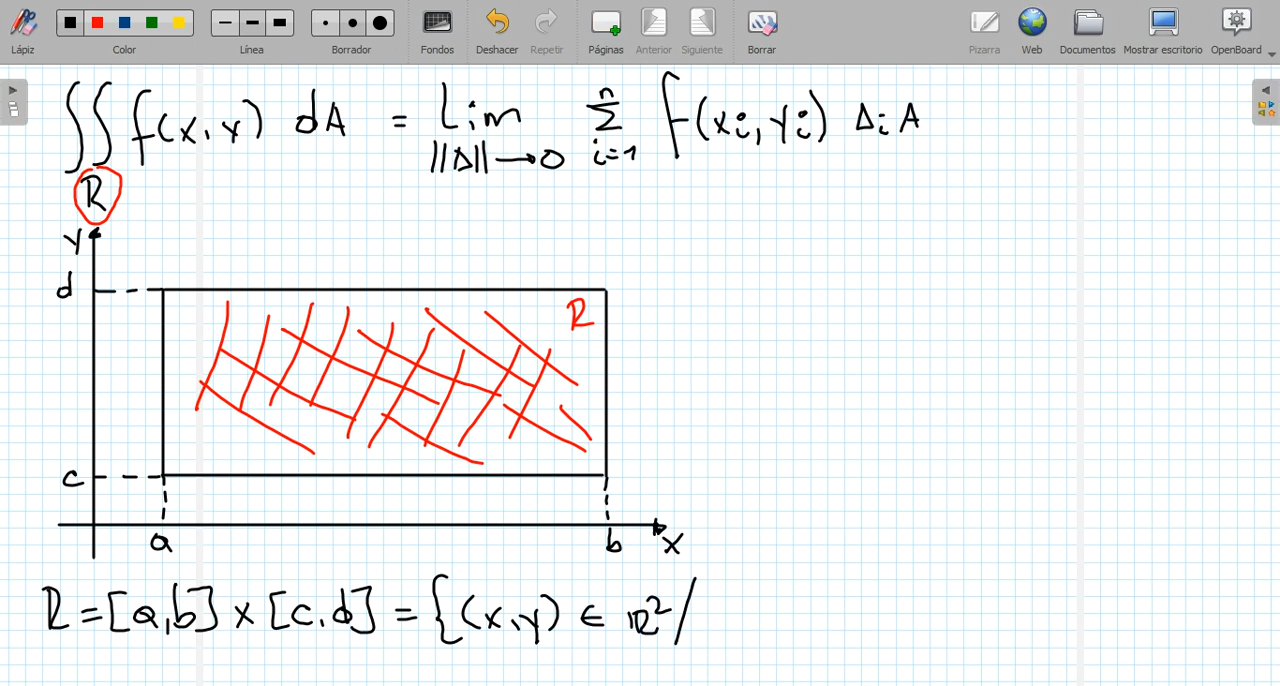 Lápiz Color Línea Borrador Fondos Deshacer Repetir Páginas Anterior Siguiente Borrar Pizarra Web Documentos Mostrar escritorio OpenBoard
∬ f(x,y) dA = Lim Σ f(xi, yi) Δi A
R ||Δ||→0 i=1 n
y
d
R
c
a b x
R = [a,b] x [c,d] = {(x,y) ∈ ℝ² /